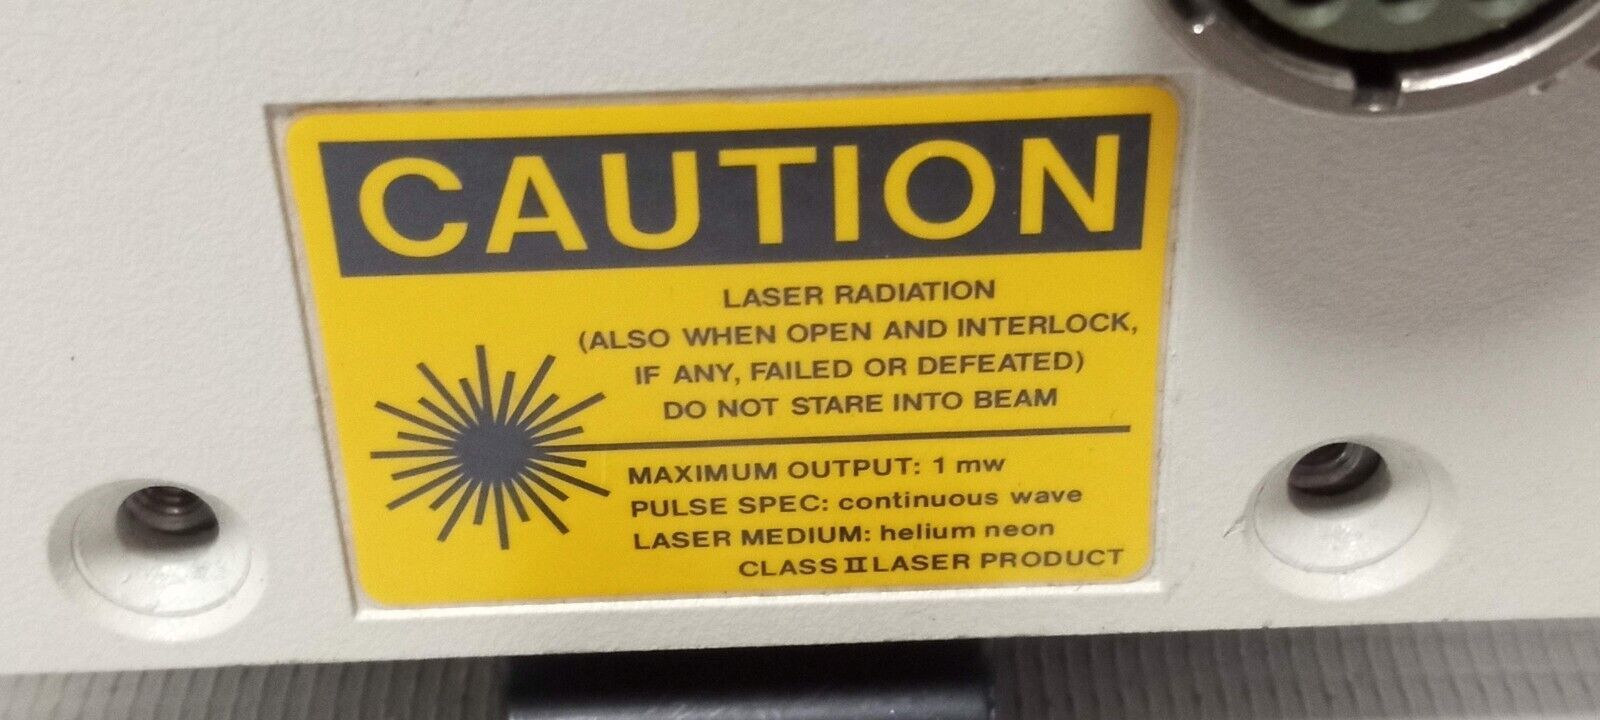 CAUTION
LASER RADIATION
(ALSO WHEN OPEN AND INTERLOCK,
IF ANY, FAILED OR DEFEATED)
DO NOT STARE INTO BEAM
MAXIMUM OUTPUT: 1 mw
PULSE SPEC: continuous wave
LASER MEDIUM: helium neon
CLASS II LASER PRODUCT